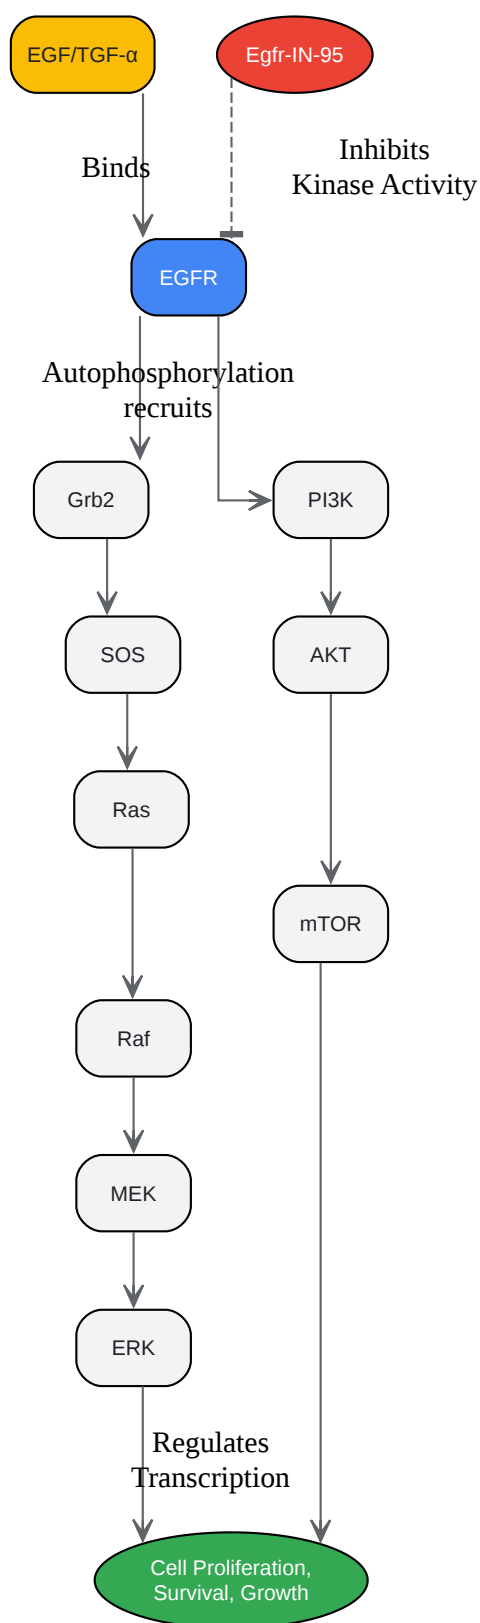 EGF/TGF-α
Egfr-IN-95
Binds
Inhibits
Kinase Activity
EGFR
Autophosphorylation
recruits
Grb2
PI3K
SOS
AKT
Ras
mTOR
Raf
MEK
ERK
Regulates
Transcription
Cell Proliferation,
Survival, Growth